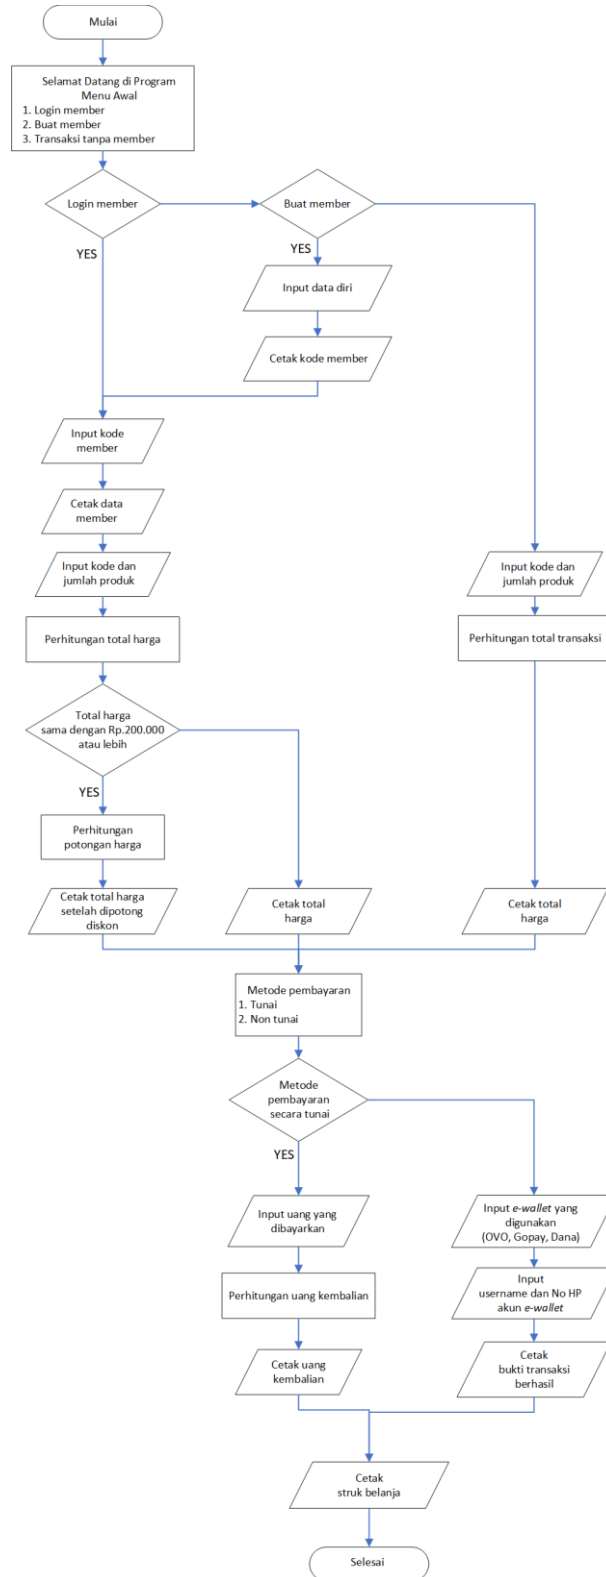 Mulai
Selamat Datang di Program
Menu Awal
1. Login member
2. Buat member
3. Transaksi tanpa member
Login member
Buat member
YES
YES
Input data diri
Cetak kode member
Input kode
member
Cetak data
member
Input kode dan
jumlah produk
Input kode dan
jumlah produk
Perhitungan total harga
Perhitungan total transaksi
Total harga
sama dengan Rp.200.000
atau lebih
YES
Perhitungan
potongan harga
Cetak total harga
setelah dipotong
diskon
Cetak total
harga
Cetak total
harga
Metode pembayaran
1. Tunai
2. Non tunai
Metode
pembayaran
secara tunai
YES
Input uang yang
dibayarkan
Input e-wallet yang
digunakan
(OVO, Gopay, Dana)
Perhitungan uang kembalian
Input
username dan No HP
akun e-wallet
Cetak uang
kembalian
Cetak
bukti transaksi
berhasil
Cetak
struk belanja
Selesai